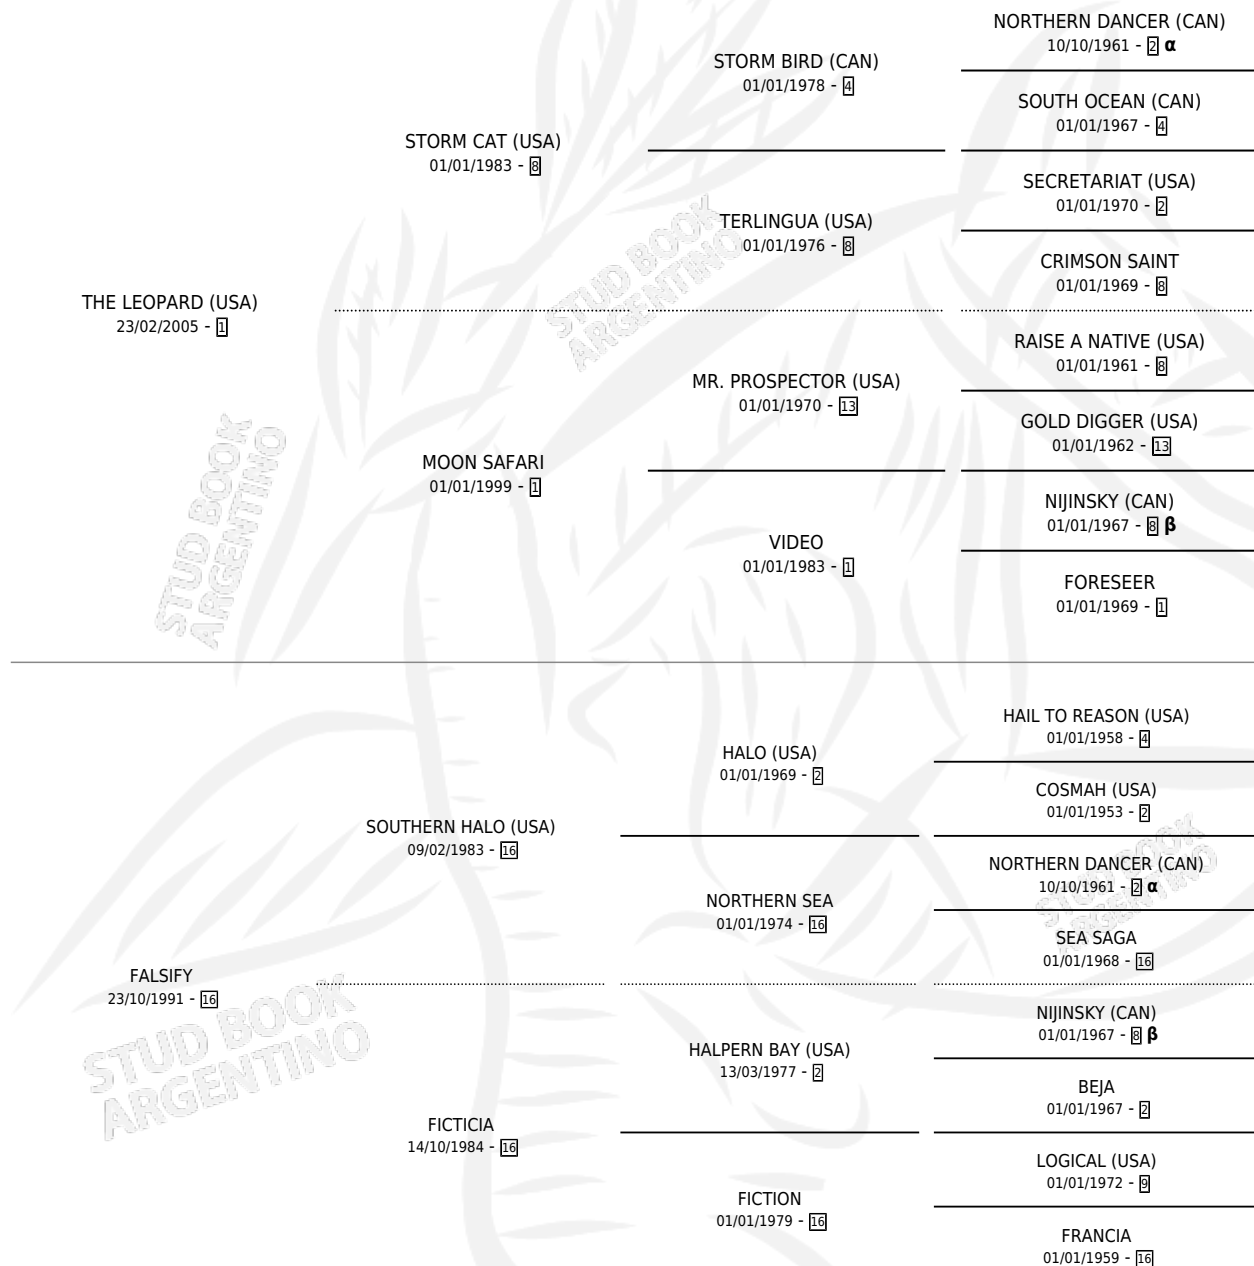 NORTHERN DANCER (CAN)
10/10/1961 - 2 α
STORM BIRD (CAN)
01/01/1978 - 4
SOUTH OCEAN (CAN)
01/01/1967 - 4
STORM CAT (USA)
01/01/1983 - 8
SECRETARIAT (USA)
01/01/1970 - 2
TERLINGUA (USA)
01/01/1976 - 8
CRIMSON SAINT
01/01/1969 - 8
THE LEOPARD (USA)
23/02/2005 - 1
STUD BOOK
ARGENTINO
RAISE A NATIVE (USA)
01/01/1961 - 8
MR. PROSPECTOR (USA)
01/01/1970 - 13
GOLD DIGGER (USA)
01/01/1962 - 13
MOON SAFARI
01/01/1999 - 1
NIJINSKY (CAN)
01/01/1967 - 8 β
VIDEO
01/01/1983 - 1
FORESEER
01/01/1969 - 1
STUD BOOK
ARGENTINO
HAIL TO REASON (USA)
01/01/1958 - 4
HALO (USA)
01/01/1969 - 2
COSMAH (USA)
01/01/1953 - 2
SOUTHERN HALO (USA)
09/02/1983 - 16
NORTHERN DANCER (CAN)
10/10/1961 - 2 α
NORTHERN SEA
01/01/1974 - 16
SEA SAGA
01/01/1968 - 16
STUD BOOK
ARGENTINO
FALSIFY
23/10/1991 - 16
NIJINSKY (CAN)
01/01/1967 - 8 β
HALPERN BAY (USA)
13/03/1977 - 2
BEJA
01/01/1967 - 2
FICTICIA
14/10/1984 - 16
LOGICAL (USA)
01/01/1972 - 9
FICTION
01/01/1979 - 16
FRANCIA
01/01/1959 - 16
STUD BOOK
ARGENTINO